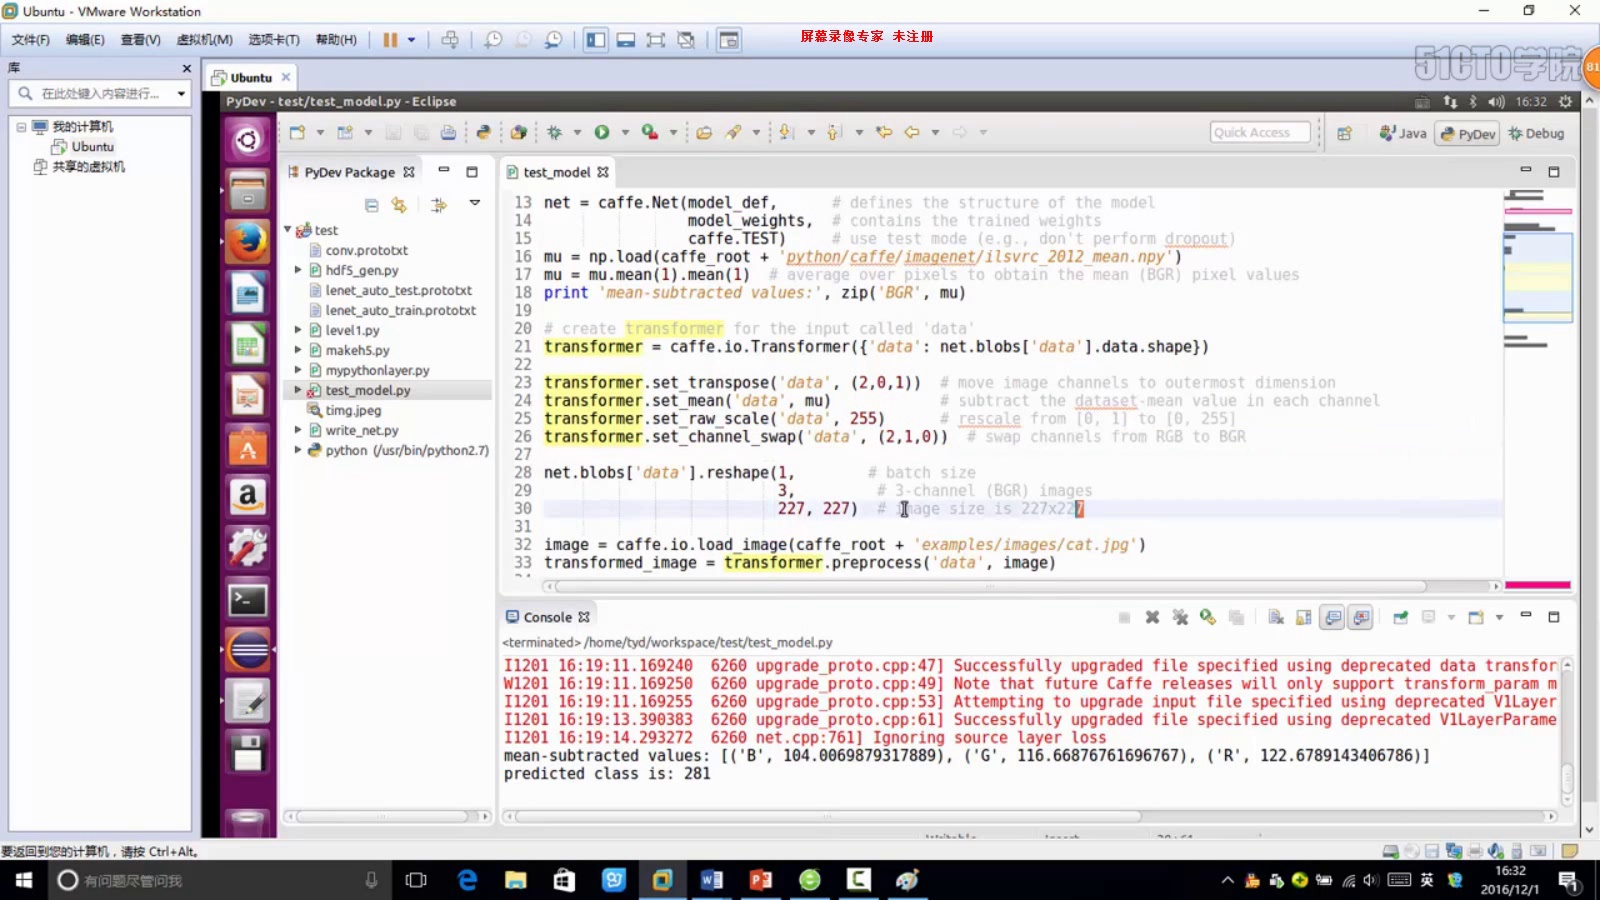 Ubuntu - VMware Workstation
文件(F) 编辑(E) 查看(V) 虚拟机(M) 选项卡(T) 帮助(H)
屏幕录像专家 未注册
51CTO学院
81
库
在此处键入内容进行...
我的计算机
Ubuntu
共享的虚拟机
Ubuntu
PyDev - test/test_model.py - Eclipse
16:32
Quick Access
Java
PyDev
Debug
PyDev Package
test
conv.prototxt
hdf5_gen.py
lenet_auto_test.prototxt
lenet_auto_train.prototxt
level1.py
makeh5.py
mypythonlayer.py
test_model.py
timg.jpeg
write_net.py
python (/usr/bin/python2.7)
test_model
13 net = caffe.Net(model_def, # defines the structure of the model
14 model_weights, # contains the trained weights
15 caffe.TEST) # use test mode (e.g., don't perform dropout)
16 mu = np.load(caffe_root + 'python/caffe/imagenet/ilsvrc_2012_mean.npy')
17 mu = mu.mean(1).mean(1) # average over pixels to obtain the mean (BGR) pixel values
18 print 'mean-subtracted values:', zip('BGR', mu)
19
20 # create transformer for the input called 'data'
21 transformer = caffe.io.Transformer({'data': net.blobs['data'].data.shape})
22
23 transformer.set_transpose('data', (2,0,1)) # move image channels to outermost dimension
24 transformer.set_mean('data', mu) # subtract the dataset-mean value in each channel
25 transformer.set_raw_scale('data', 255) # rescale from [0, 1] to [0, 255]
26 transformer.set_channel_swap('data', (2,1,0)) # swap channels from RGB to BGR
27
28 net.blobs['data'].reshape(1, # batch size
29 3, # 3-channel (BGR) images
30 227, 227) # image size is 227x227
31
32 image = caffe.io.load_image(caffe_root + 'examples/images/cat.jpg')
33 transformed_image = transformer.preprocess('data', image)
Console
<terminated> /home/tyd/workspace/test/test_model.py
I1201 16:19:11.169240 6260 upgrade_proto.cpp:47] Successfully upgraded file specified using deprecated data transfor
W1201 16:19:11.169250 6260 upgrade_proto.cpp:49] Note that future Caffe releases will only support transform_param m
I1201 16:19:11.169255 6260 upgrade_proto.cpp:53] Attempting to upgrade input file specified using deprecated V1Layer
I1201 16:19:13.390383 6260 upgrade_proto.cpp:61] Successfully upgraded file specified using deprecated V1LayerParame
I1201 16:19:14.293272 6260 net.cpp:761] Ignoring source layer loss
mean-subtracted values: [('B', 104.0069879317889), ('G', 116.66876761696767), ('R', 122.6789143406786)]
predicted class is: 281
要返回到您的计算机，请按 Ctrl+Alt。
有问题尽管问我
英
16:32
2016/12/1